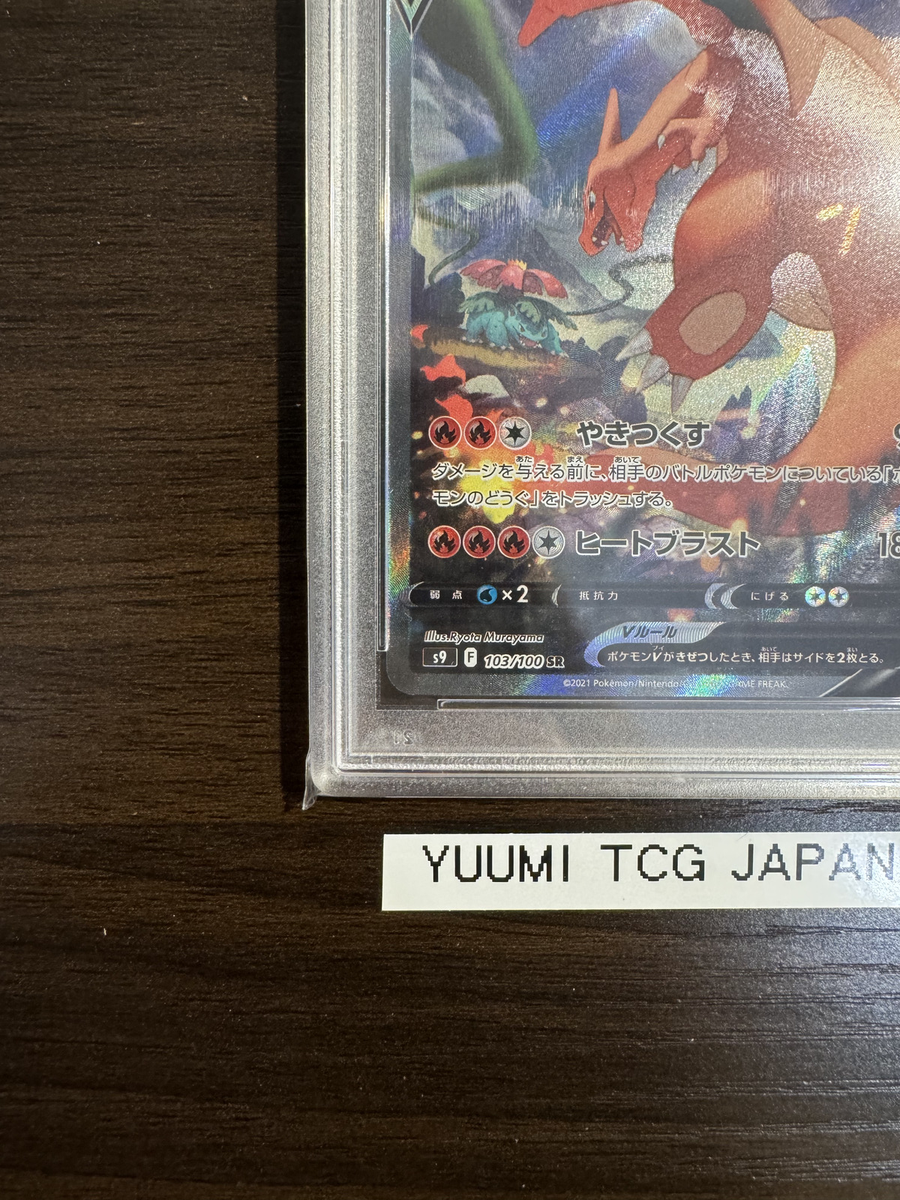 やきつくす
ダメージを与える前に、相手のバトルポケモンについている「
モンのどうぐ」をトラッシュする。
ヒートブラスト 18
弱点 ×2 抵抗力 にげる
Illus.Ryota Murayama
Vルール
s9 F 103/100 SR
ポケモンVがきぜつしたとき、相手はサイドを2枚とる。
©2021 Pokémon/Nintendo
YUUMI TCG JAPAN